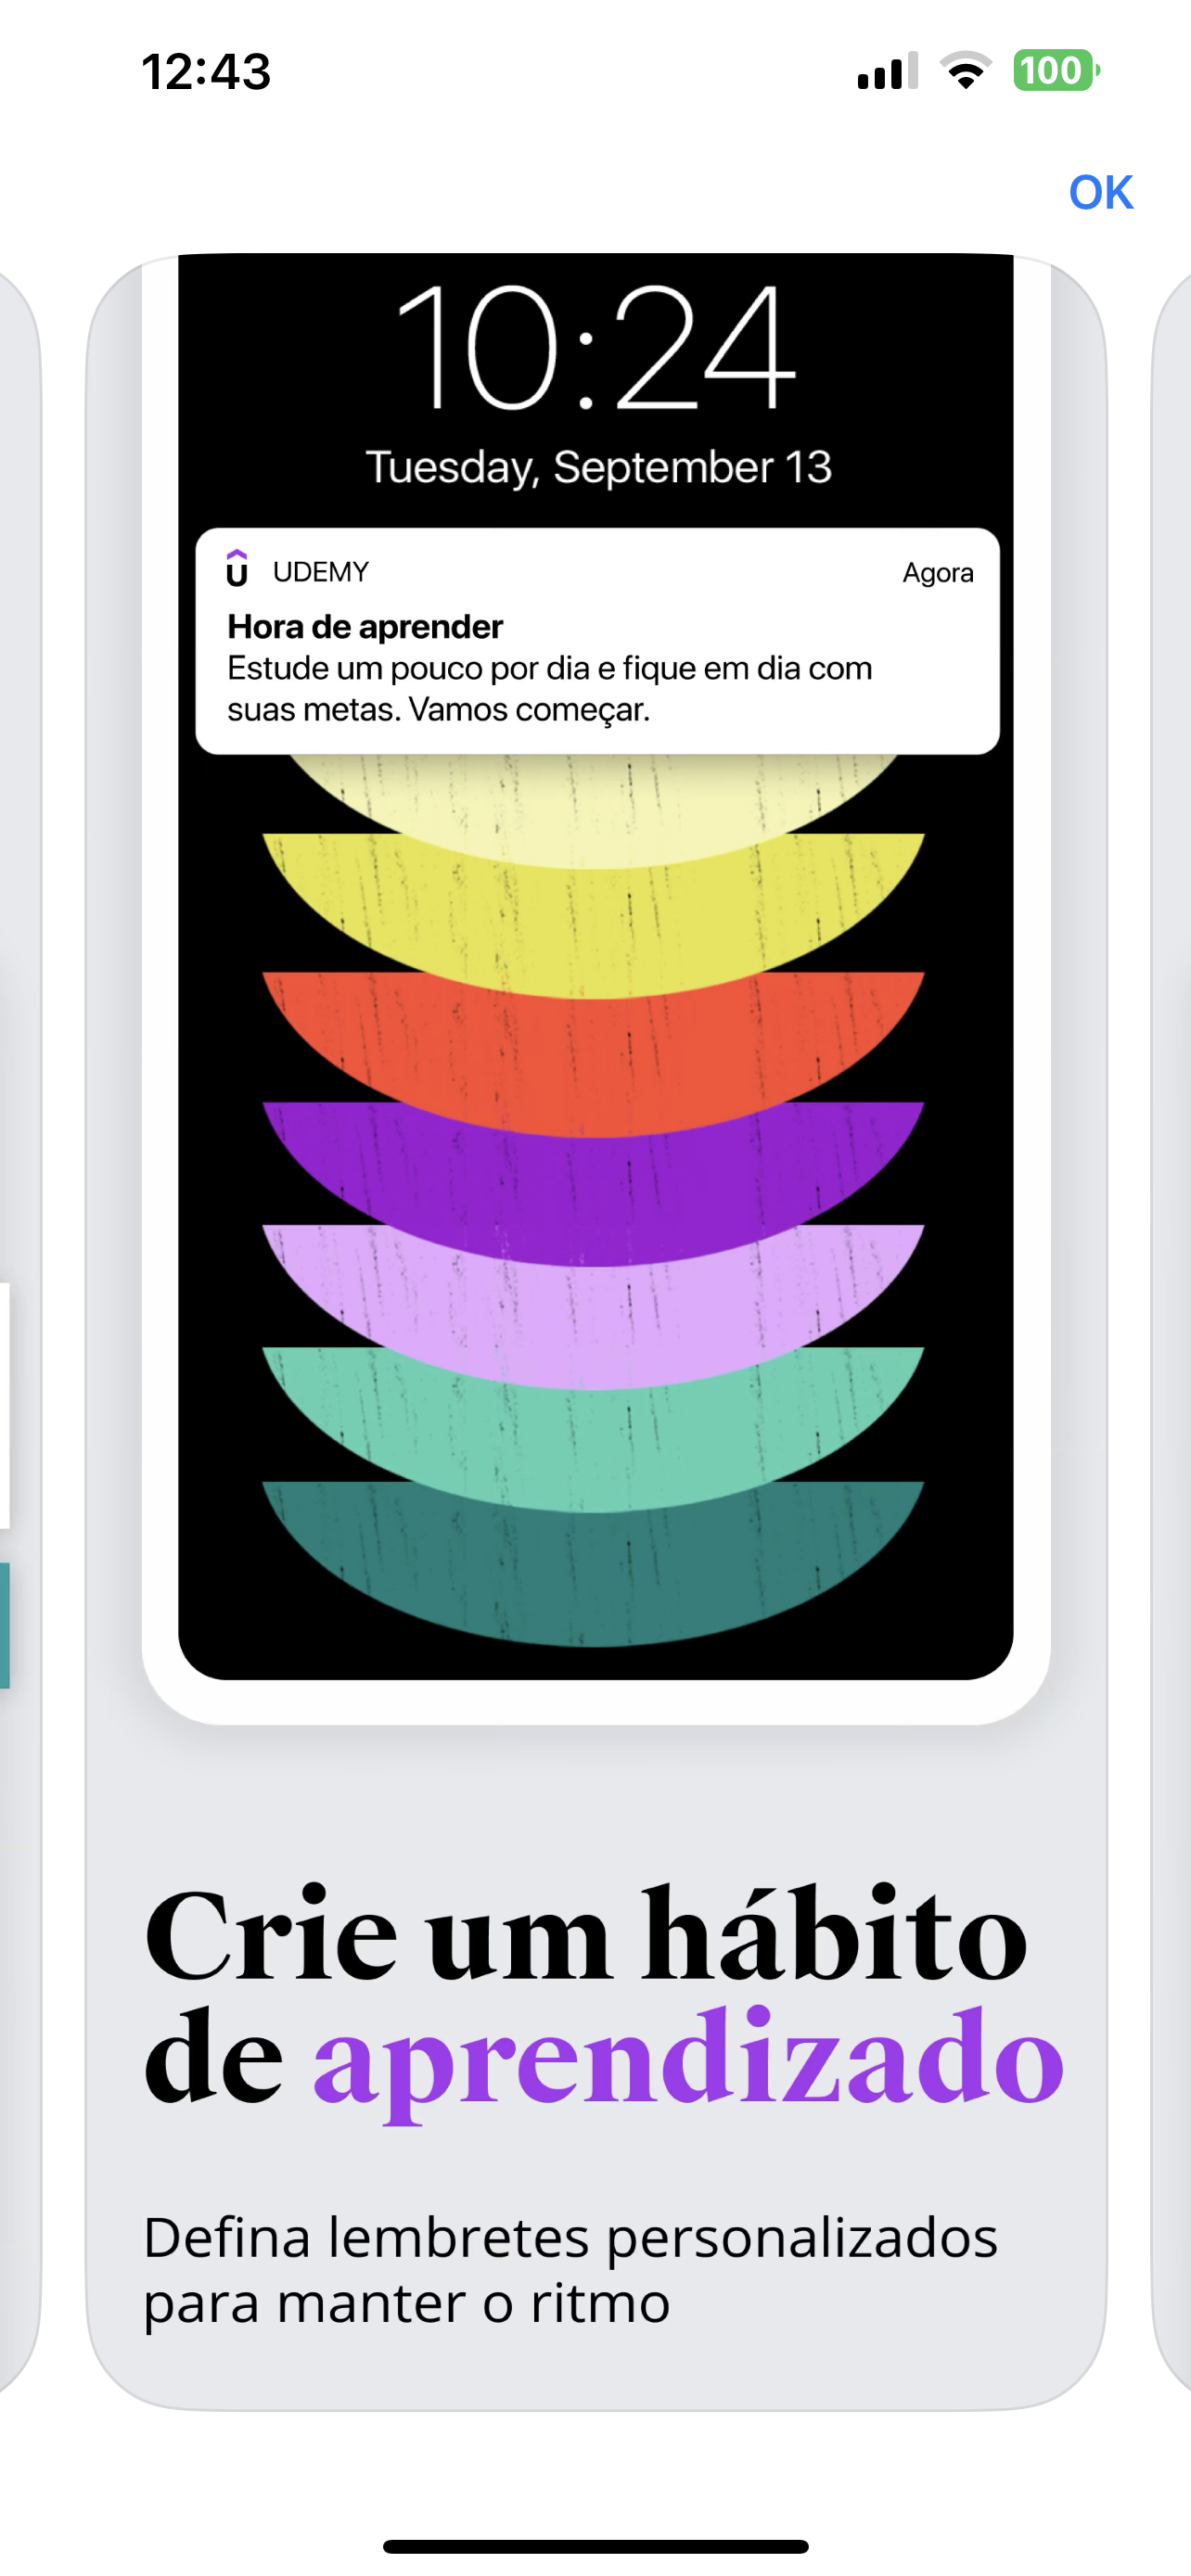 12:43
100
OK
10:24
Tuesday, September 13
UDEMY
Agora
Hora de aprender
Estude um pouco por dia e fique em dia com
suas metas. Vamos começar.
Crie um hábito
de aprendizado
Defina lembretes personalizados
para manter o ritmo